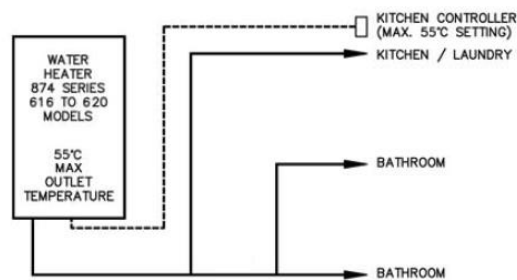 WATER
HEATER
874 SERIES
616 TO 620
MODELS
55°C
MAX
OUTLET
TEMPERATURE
KITCHEN CONTROLLER
(MAX. 55°C SETTING)
KITCHEN / LAUNDRY
BATHROOM
BATHROOM